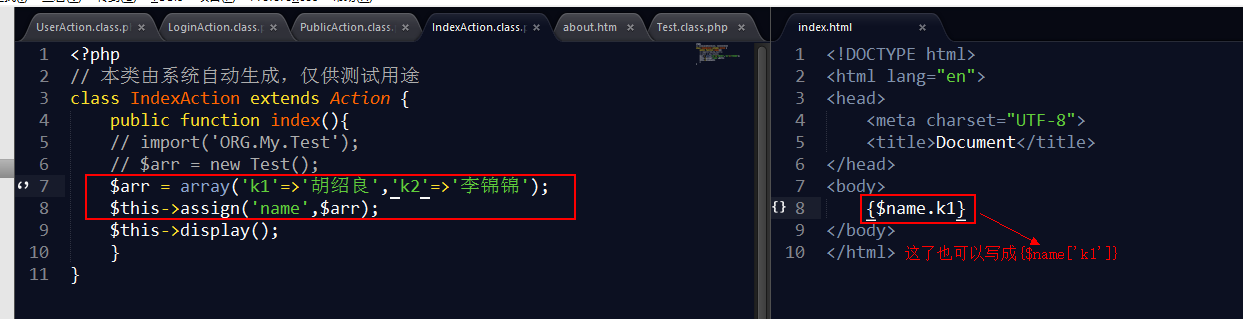 UserAction.class.pl × LoginAction.class. × PublicAction.class. × IndexAction.class. × about.htm × Test.class.php ×
1 <?php
2 // 本类由系统自动生成，仅供测试用途
3 class IndexAction extends Action {
4 public function index(){
5 // import('ORG.My.Test');
6 // $arr = new Test();
7 $arr = array('k1'=>'胡绍良','k2'=>'李锦锦');
8 $this->assign('name',$arr);
9 $this->display();
10 }
11 }
index.html ×
1 <!DOCTYPE html>
2 <html lang="en">
3 <head>
4 <meta charset="UTF-8">
5 <title>Document</title>
6 </head>
7 <body>
{} 8 {$name.k1}
9 </body>
10 </html> 这了也可以写成{$name['k1']}